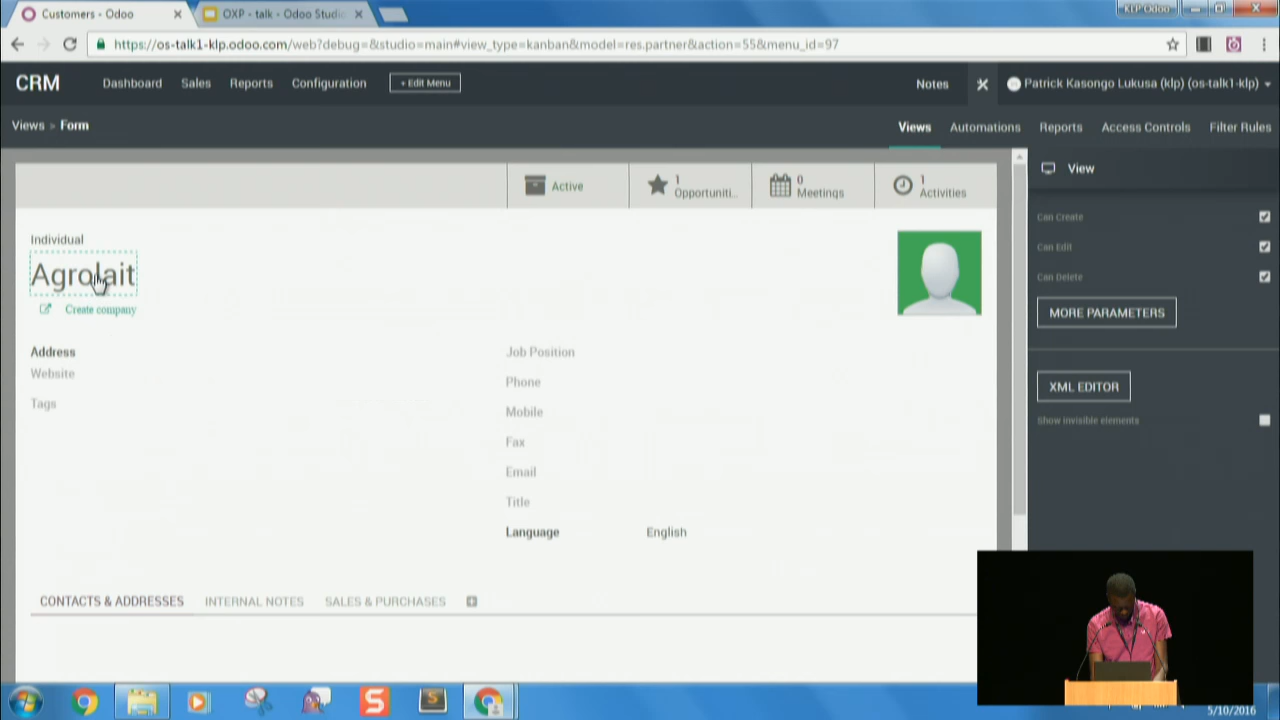 Customers - Odoo
OXP - talk - Odoo Studi
KLP Odoo
https://os-talk1-klp.odoo.com/web?debug=&studio=main#view_type=kanban&model=res.partner&action=55&menu_id=97
CRM Dashboard Sales Reports Configuration + Edit Menu Notes Patrick Kasongo Lukusa (klp) (os-talk1-klp)
Views > Form Views Automations Reports Access Controls Filter Rules
Active
1
Opportuniti..
0
Meetings
1
Activities
View
Can Create
Can Edit
Can Delete
MORE PARAMETERS
XML EDITOR
Show invisible elements
Individual
Agrolait
Create company
Address
Website
Tags
Job Position
Phone
Mobile
Fax
Email
Title
Language English
CONTACTS & ADDRESSES INTERNAL NOTES SALES & PURCHASES
5/10/2016